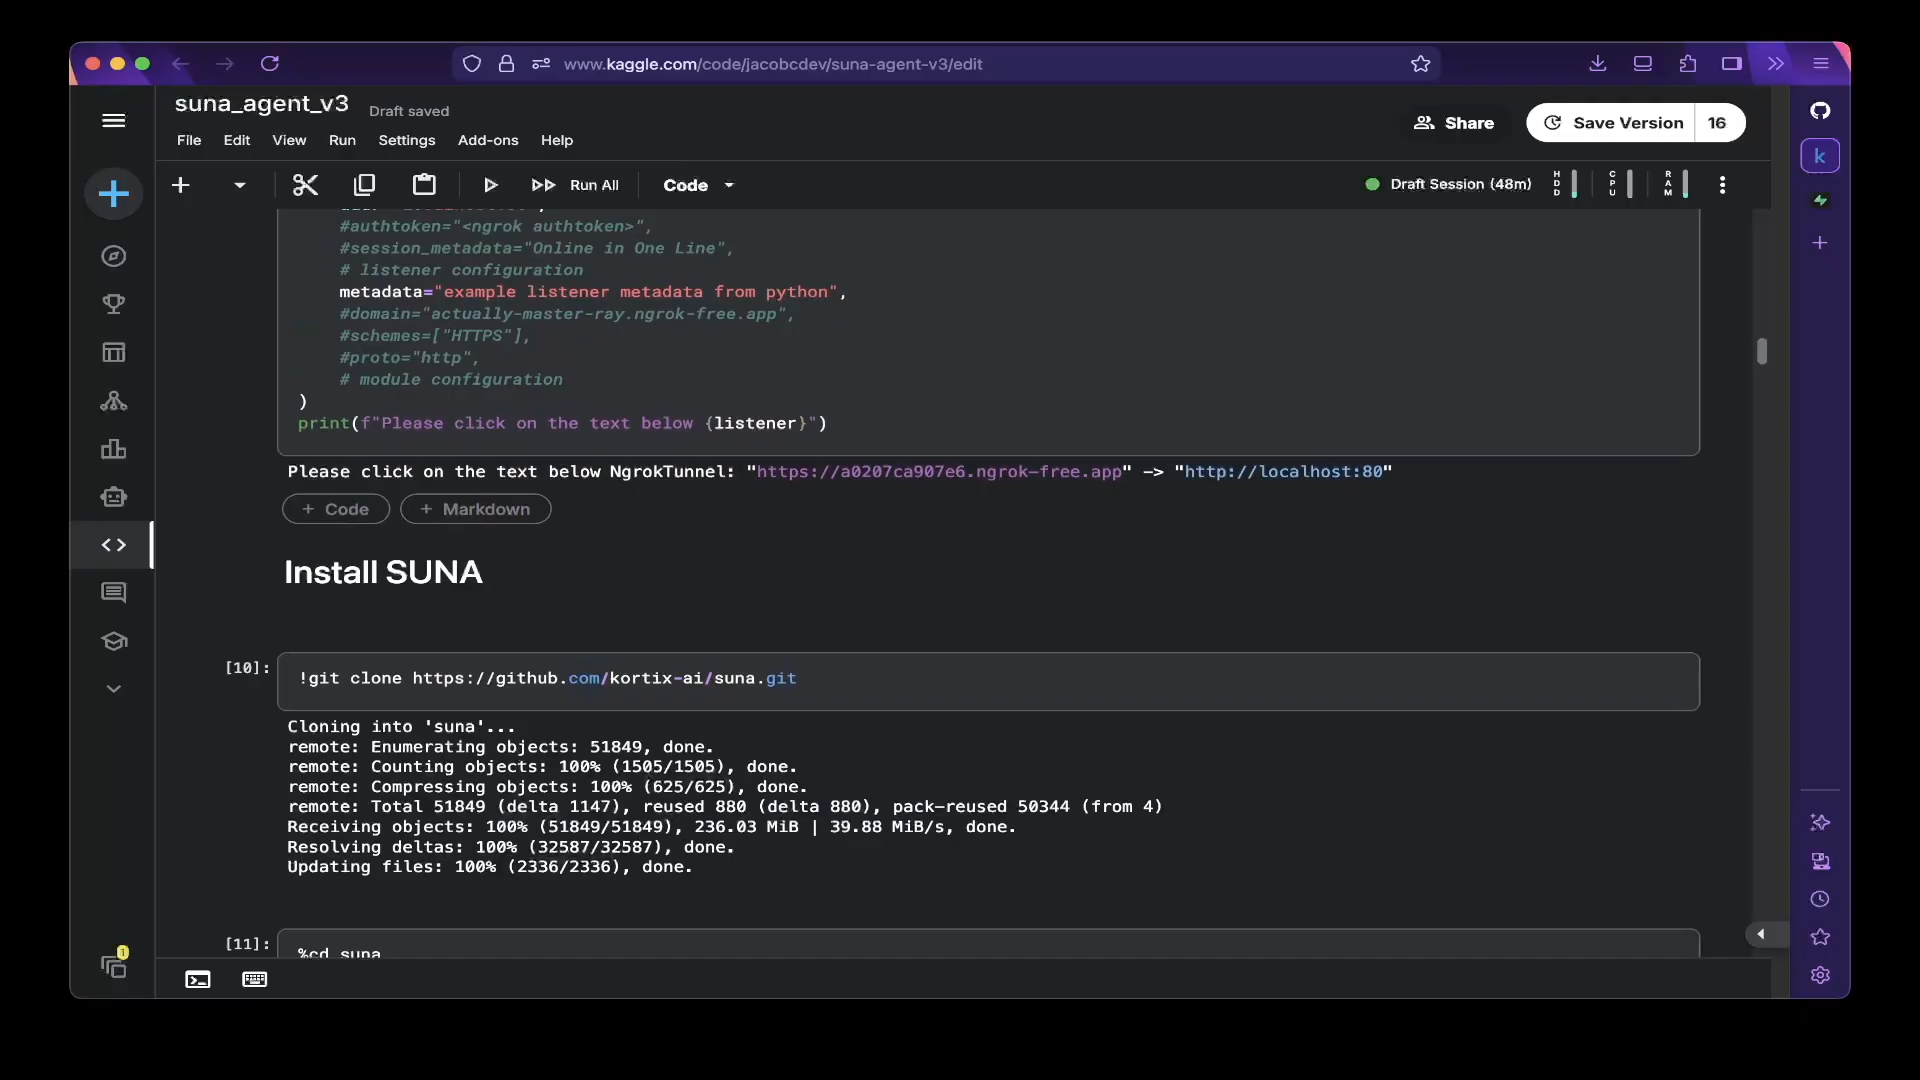 www.kaggle.com/code/jacobcdev/suna-agent-v3/edit
suna_agent_v3 Draft saved
Share
Save Version 16
File Edit View Run Settings Add-ons Help
Run All
Code
Draft Session (48m)
HDD
CPU
RAM
#authtoken="<ngrok authtoken>",
#session_metadata="Online in One Line",
# listener configuration
metadata="example listener metadata from python",
#domain="actually-master-ray.ngrok-free.app",
#schemes=["HTTPS"],
#proto="http",
# module configuration
)
print(f"Please click on the text below {listener}")
Please click on the text below NgrokTunnel: "https://a0207ca907e6.ngrok-free.app" -> "http://localhost:80"
+ Code + Markdown
Install SUNA
[10]:
!git clone https://github.com/kortix-ai/suna.git
Cloning into 'suna'...
remote: Enumerating objects: 51849, done.
remote: Counting objects: 100% (1505/1505), done.
remote: Compressing objects: 100% (625/625), done.
remote: Total 51849 (delta 1147), reused 880 (delta 880), pack-reused 50344 (from 4)
Receiving objects: 100% (51849/51849), 236.03 MiB | 39.88 MiB/s, done.
Resolving deltas: 100% (32587/32587), done.
Updating files: 100% (2336/2336), done.
[11]:
%cd suna
1
k